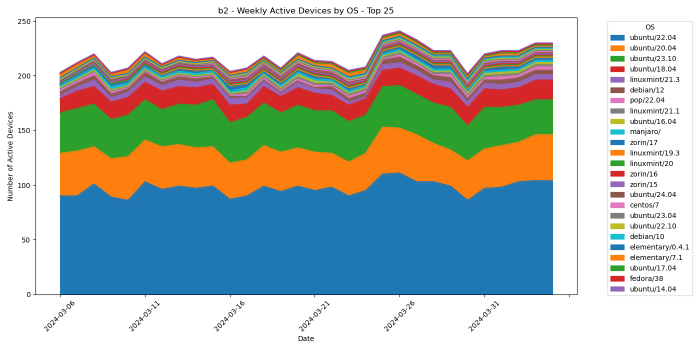 b2 - Weekly Active Devices by OS - Top 25
Number of Active Devices
250
200
150
100
50
0
2024-03-06
2024-03-11
2024-03-16
2024-03-21
2024-03-26
2024-03-31
Date
OS
ubuntu/22.04
ubuntu/20.04
ubuntu/23.10
ubuntu/18.04
linuxmint/21.3
debian/12
pop/22.04
linuxmint/21.1
ubuntu/16.04
manjaro/
zorin/17
linuxmint/19.3
linuxmint/20
zorin/16
zorin/15
ubuntu/24.04
centos/7
ubuntu/23.04
ubuntu/22.10
debian/10
elementary/0.4.1
elementary/7.1
ubuntu/17.04
fedora/38
ubuntu/14.04